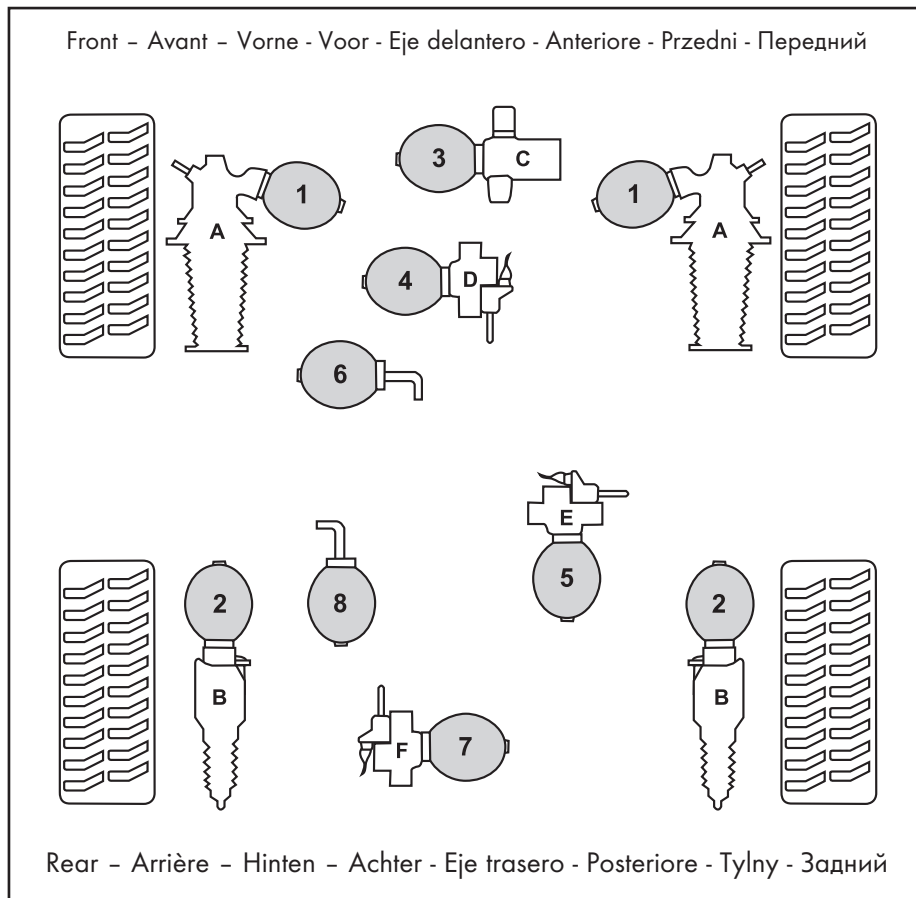 Front – Avant – Vorne - Voor - Eje delantero - Anteriore - Przedni - Передний
3 C
1 1
A A
4 D
6
E
2 8 5 2
B B
F 7
Rear – Arrière – Hinten – Achter - Eje trasero - Posteriore - Tylny - Задний